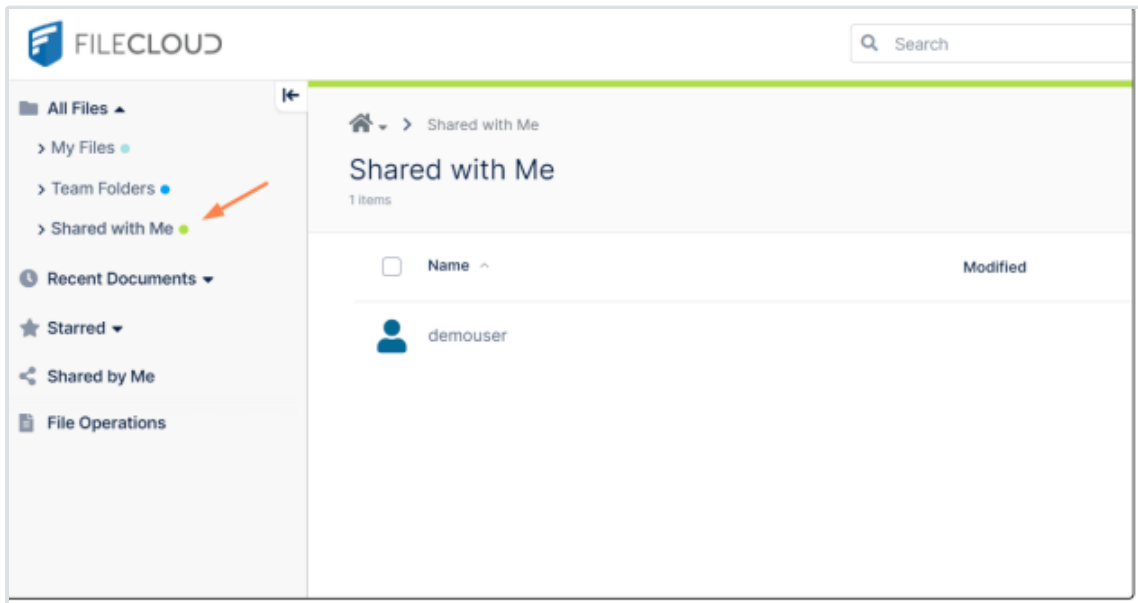 FILECLOUD
Search
All Files
My Files
Team Folders
Shared with Me
Recent Documents
Starred
Shared by Me
File Operations
Shared with Me
Shared with Me
1 items
Name Modified
demouser